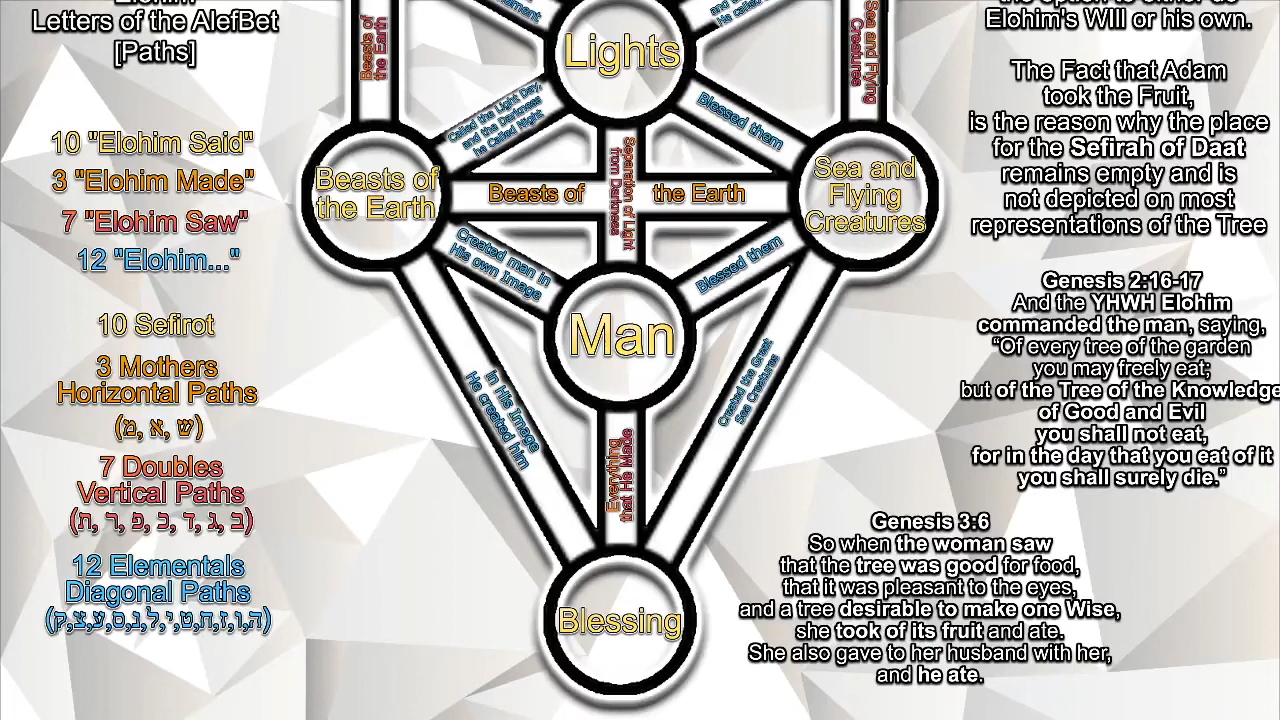 Elohim
Letters of the AlefBet
[Paths]
10 "Elohim Said"
3 "Elohim Made"
7 "Elohim Saw"
12 "Elohim..."
10 Sefirot
3 Mothers
Horizontal Paths
(ש, א, מ)
7 Doubles
Vertical Paths
(ב, ג, ד, כ, פ, ר, ת)
12 Elementals
Diagonal Paths
(ה,ו,ז,ח,ט,י,ל,נ,ס,ע,צ,ק)
Beasts of
the Earth
Lights
and
He called
Sea and Flying
Creatures
Called the Light Day,
and the Darkness
he Called Night
Blessed them
Separation of Light
from Darkness
Beasts of
the Earth
Beasts of the Earth
Sea and
Flying
Creatures
Created man in
His own Image
Blessed them
Man
In His Image
He created him
Everything
that He Made
Created the Great
Sea Creatures
Blessing
Elohim's WILL or his own.
The Fact that Adam
took the Fruit,
is the reason why the place
for the Sefirah of Daat
remains empty and is
not depicted on most
representations of the Tree
Genesis 2:16-17
And the YHWH Elohim
commanded the man, saying,
"Of every tree of the garden
you may freely eat;
but of the Tree of the Knowledge
of Good and Evil
you shall not eat,
for in the day that you eat of it
you shall surely die."
Genesis 3:6
So when the woman saw
that the tree was good for food,
that it was pleasant to the eyes,
and a tree desirable to make one Wise,
she took of its fruit and ate.
She also gave to her husband with her,
and he ate.